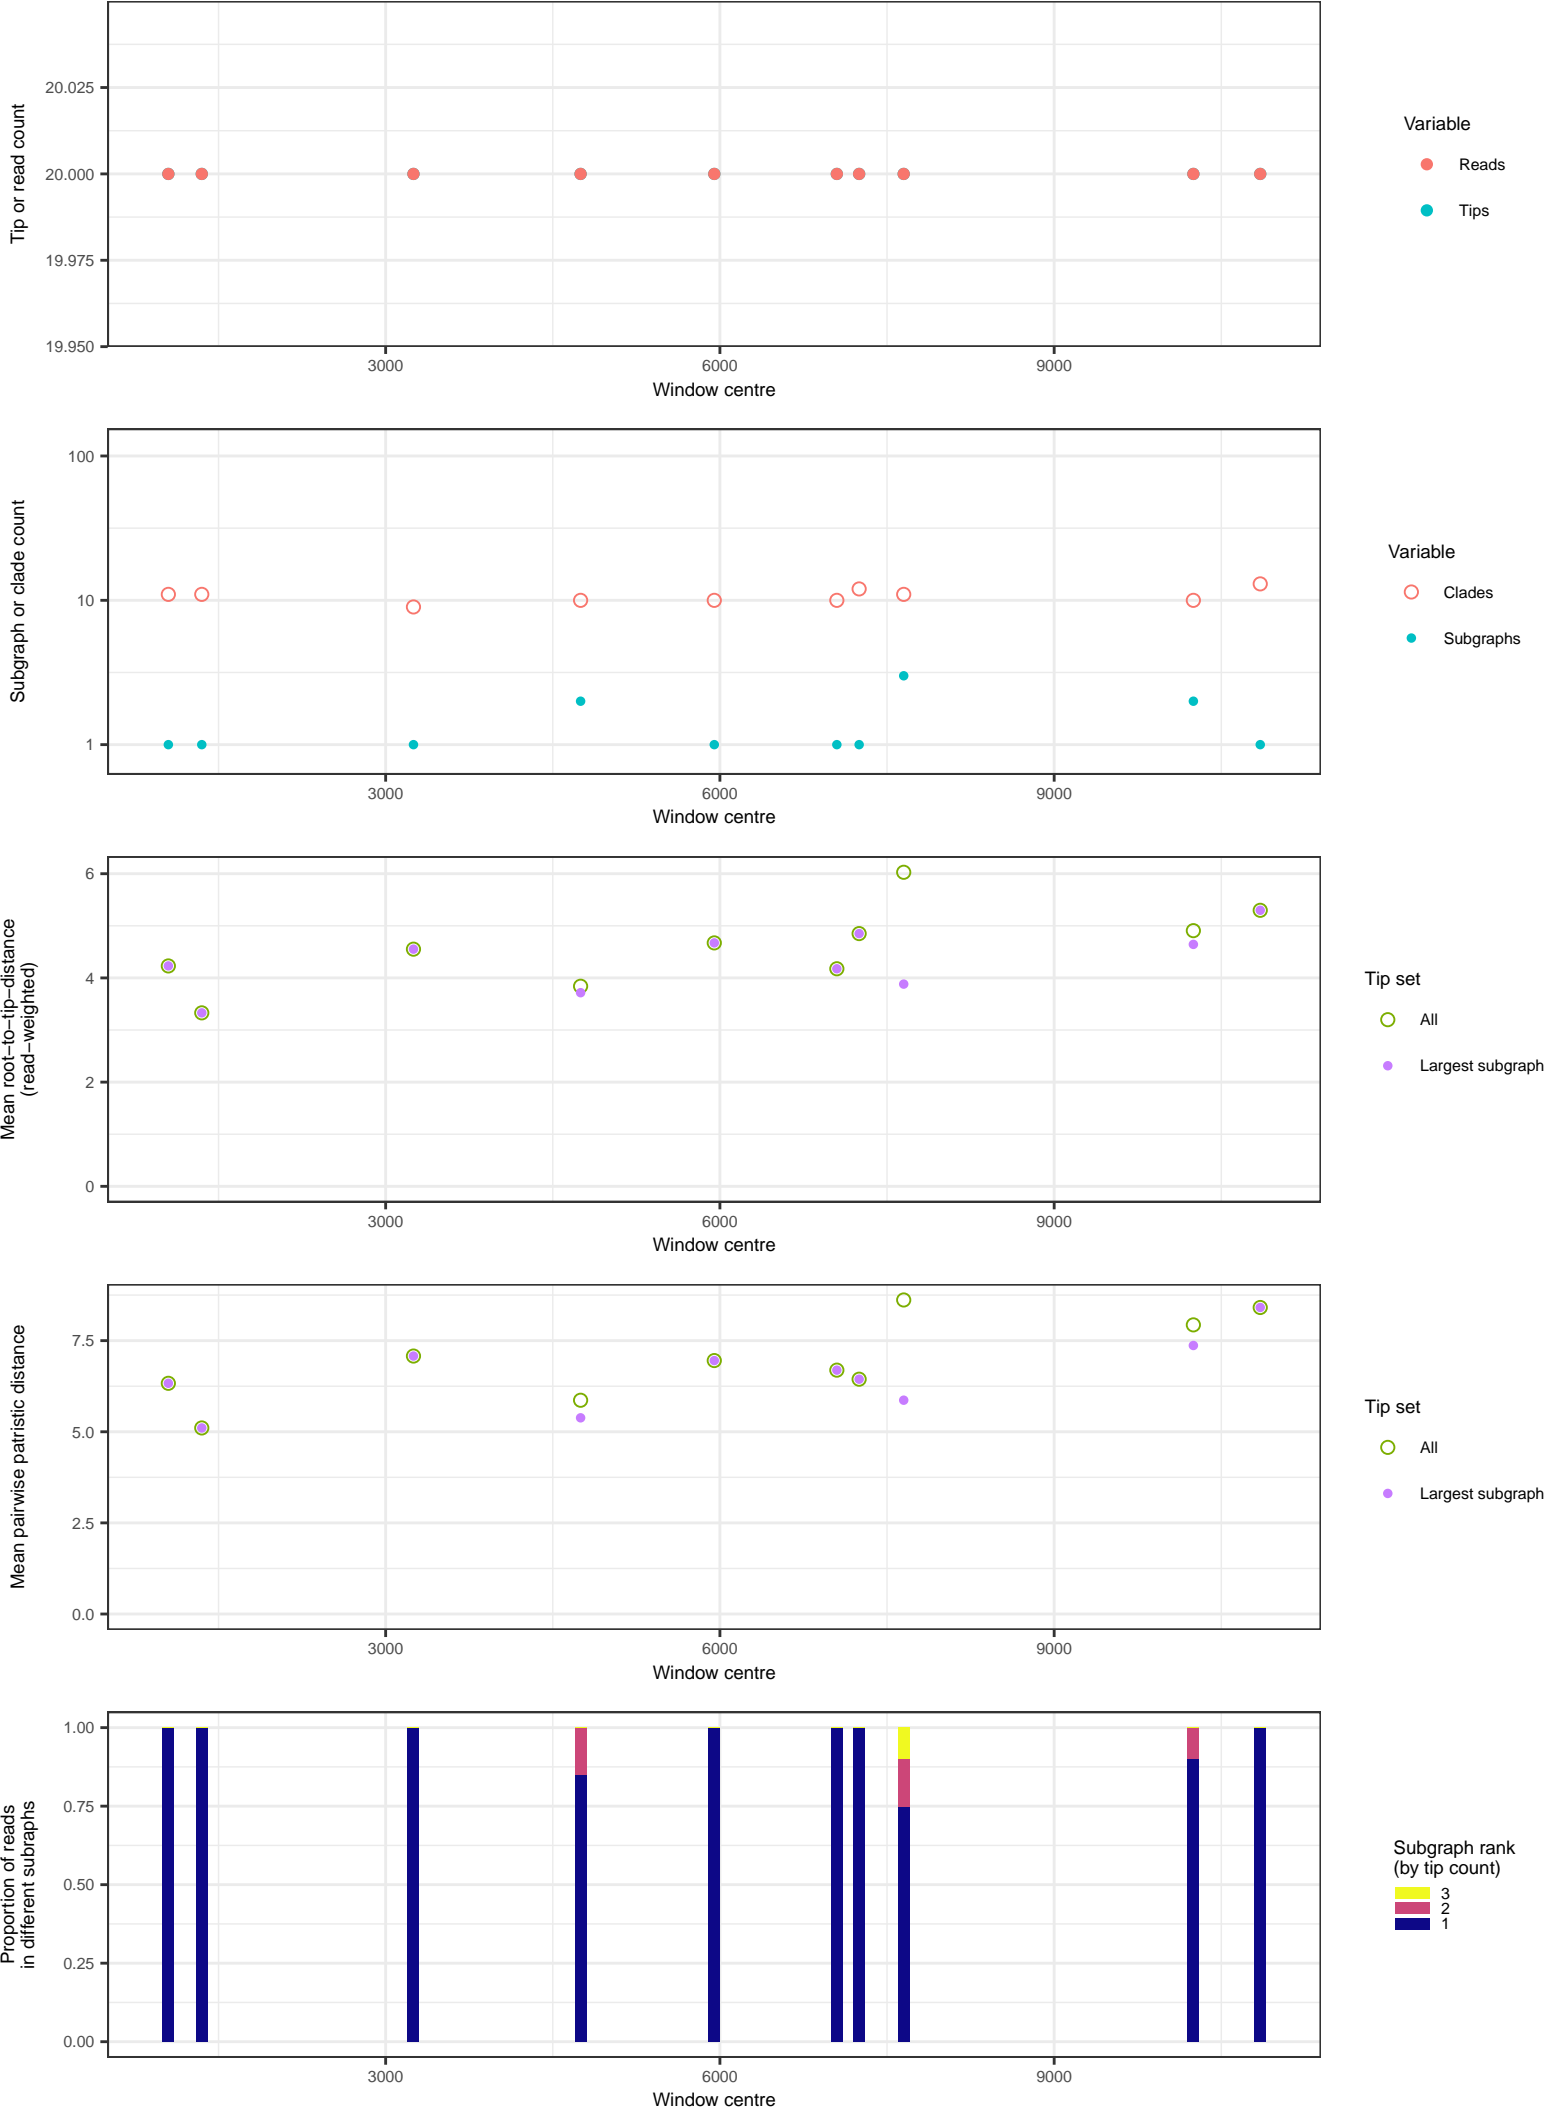 Tip or read count
20.025
20.000
19.975
19.950
3000
6000
9000
Window centre
Variable
Reads
Tips
Subgraph or clade count
100
10
1
3000
6000
9000
Window centre
Variable
Clades
Subgraphs
Mean root−to−tip−distance
(read−weighted)
6
4
2
0
3000
6000
9000
Window centre
Tip set
All
Largest subgraph
Mean pairwise patristic distance
7.5
5.0
2.5
0.0
3000
6000
9000
Window centre
Tip set
All
Largest subgraph
Proportion of reads
in different subraphs
1.00
0.75
0.50
0.25
0.00
3000
6000
9000
Window centre
Subgraph rank
(by tip count)
3
2
1